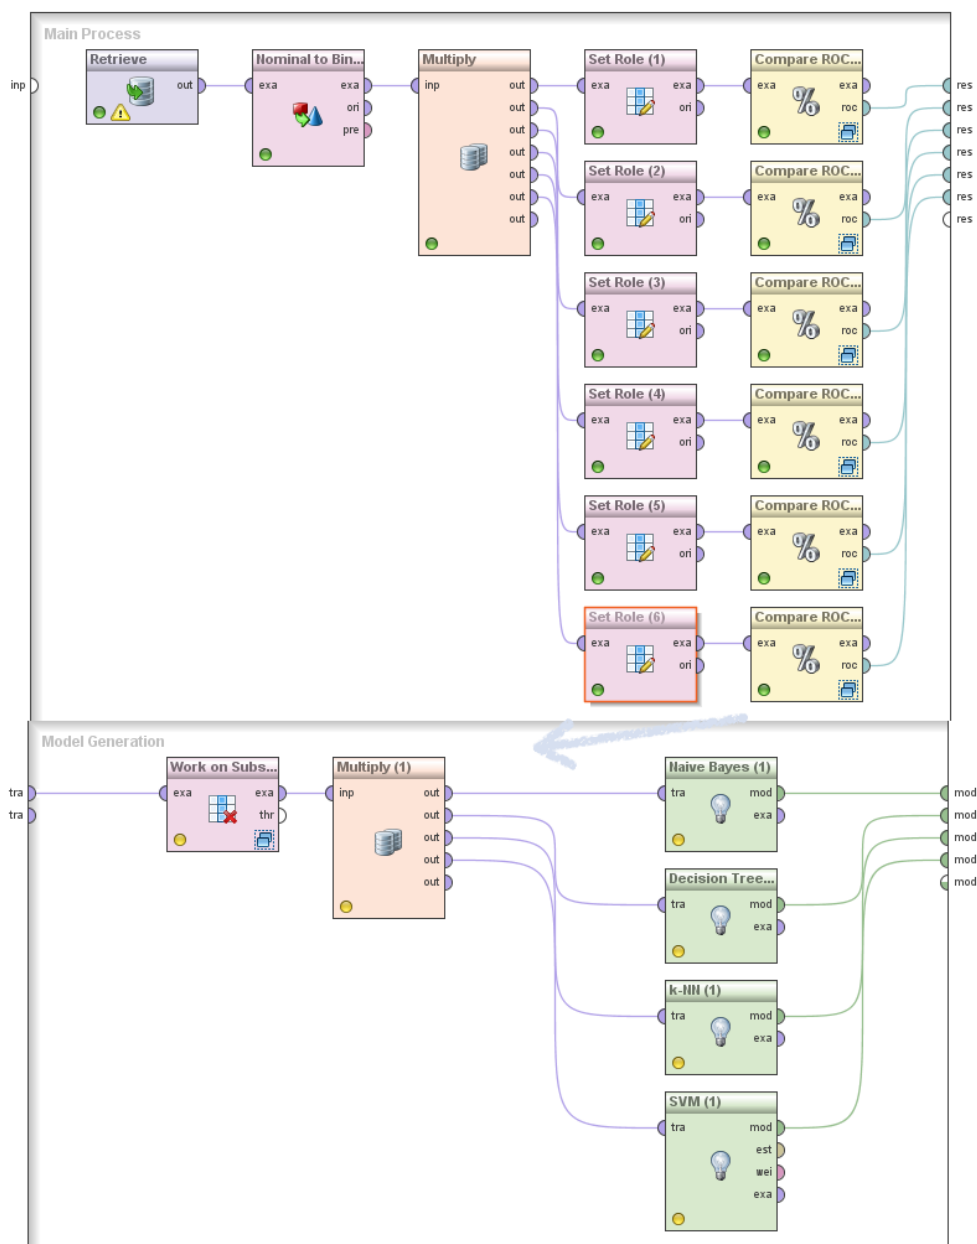 Main Process
Retrieve
Nominal to Bin...
Multiply
Set Role (1)
Compare ROC...
inp
out
exa
exa
inp
out
exa
exa
exa
exa
res
ori
out
ori
roc
res
pre
out
res
out
Set Role (2)
Compare ROC...
res
out
res
out
exa
exa
exa
exa
res
out
ori
roc
res
Set Role (3)
Compare ROC...
exa
exa
exa
exa
ori
roc
Set Role (4)
Compare ROC...
exa
exa
exa
exa
ori
roc
Set Role (5)
Compare ROC...
exa
exa
exa
exa
ori
roc
Set Role (6)
Compare ROC...
exa
exa
exa
exa
ori
roc
Model Generation
Work on Subs...
Multiply (1)
Naive Bayes (1)
tra
exa
exa
inp
out
tra
mod
mod
tra
thr
out
exa
mod
out
mod
out
Decision Tree...
mod
out
mod
tra
mod
exa
k-NN (1)
tra
mod
exa
SVM (1)
tra
mod
est
wei
exa